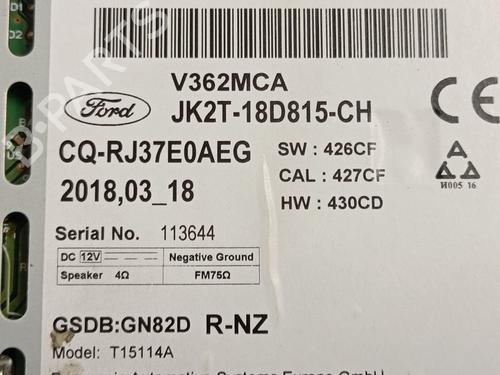 V362MCA
Ford
JK2T-18D815-CH
CE
CQ-RJ37E0AEG
SW : 426CF
2018,03_18
CAL : 427CF
HW : 430CD
A
A A
H005 16
Serial No. 113644
DC 12V Negative Ground
Speaker 4Ω FM75Ω
GSDB:GN82D R-NZ
Model: T15114A
B-PARTS